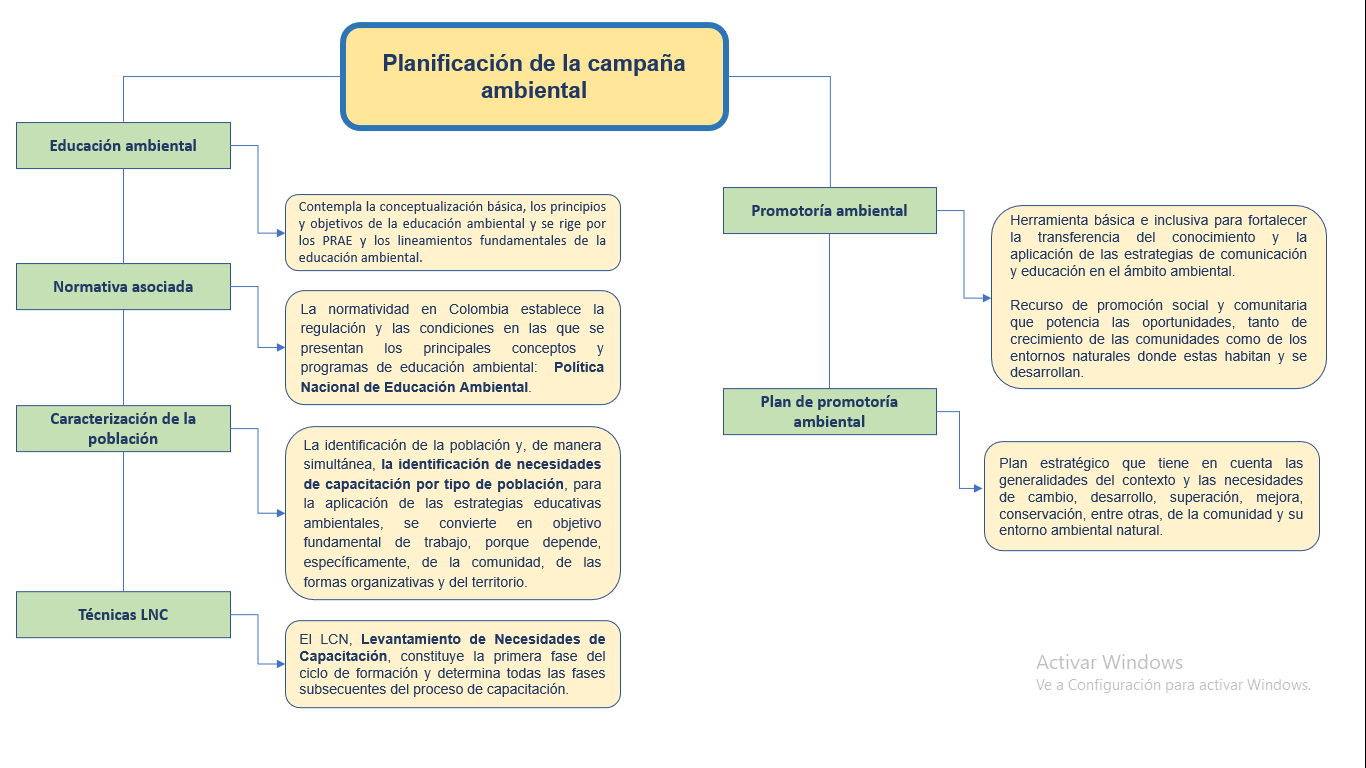 Planificación de la campaña
ambiental
Educación ambiental
Contempla la conceptualización básica, los principios
y objetivos de la educación ambiental y se rige por
los PRAE y los lineamientos fundamentales de la
educación ambiental.
Normativa asociada
La normatividad en Colombia establece la
regulación y las condiciones en las que se
presentan los principales conceptos y
programas de educación ambiental: Política
Nacional de Educación Ambiental.
Caracterización de la
población
La identificación de la población y, de manera
simultánea, la identificación de necesidades
de capacitación por tipo de población, para
la aplicación de las estrategias educativas
ambientales, se convierte en objetivo
fundamental de trabajo, porque depende,
específicamente, de la comunidad, de las
formas organizativas y del territorio.
Técnicas LNC
El LCN, Levantamiento de Necesidades de
Capacitación, constituye la primera fase del
ciclo de formación y determina todas las fases
subsecuentes del proceso de capacitación.
Promotoría ambiental
Herramienta básica e inclusiva para fortalecer
la transferencia del conocimiento y la
aplicación de las estrategias de comunicación
y educación en el ámbito ambiental.
Recurso de promoción social y comunitaria
que potencia las oportunidades, tanto de
crecimiento de las comunidades como de los
entornos naturales donde estas habitan y se
desarrollan.
Plan de promotoría
ambiental
Plan estratégico que tiene en cuenta las
generalidades del contexto y las necesidades
de cambio, desarrollo, superación, mejora,
conservación, entre otras, de la comunidad y su
entorno ambiental natural.
Activar Windows
Ve a Configuración para activar Windows.